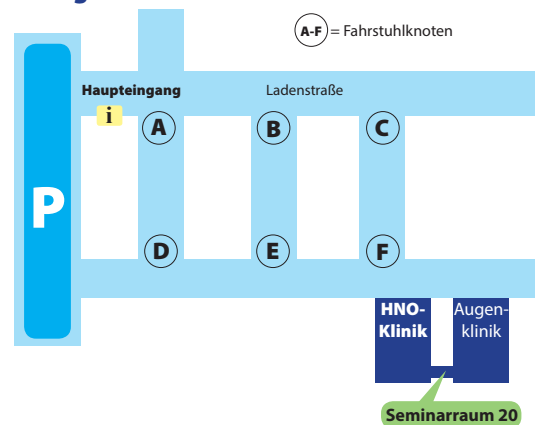 A-F = Fahrstuhlknoten
Haupteingang
Ladenstraße
i
A
B
C
P
D
E
F
HNO-
Klinik
Augen-
klinik
Seminarraum 20